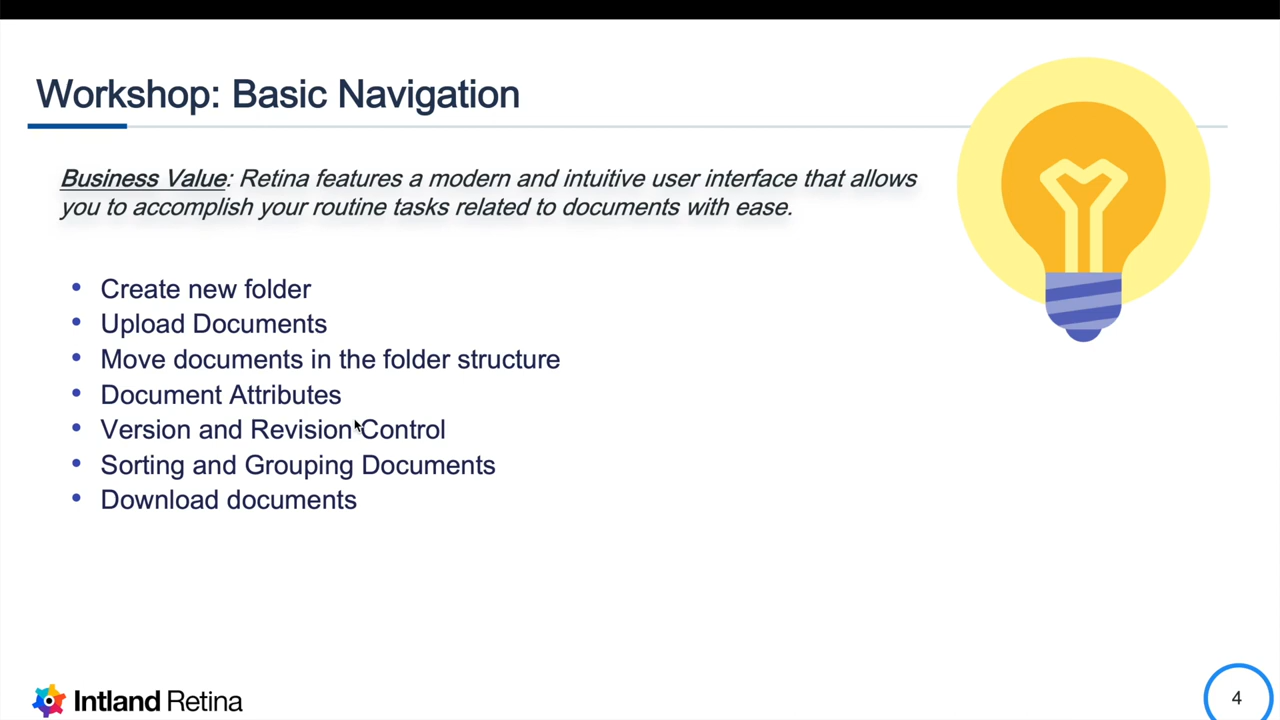 Workshop: Basic Navigation
Business Value: Retina features a modern and intuitive user interface that allows
you to accomplish your routine tasks related to documents with ease.
• Create new folder
• Upload Documents
• Move documents in the folder structure
• Document Attributes
• Version and Revision Control
• Sorting and Grouping Documents
• Download documents
Intland Retina
4